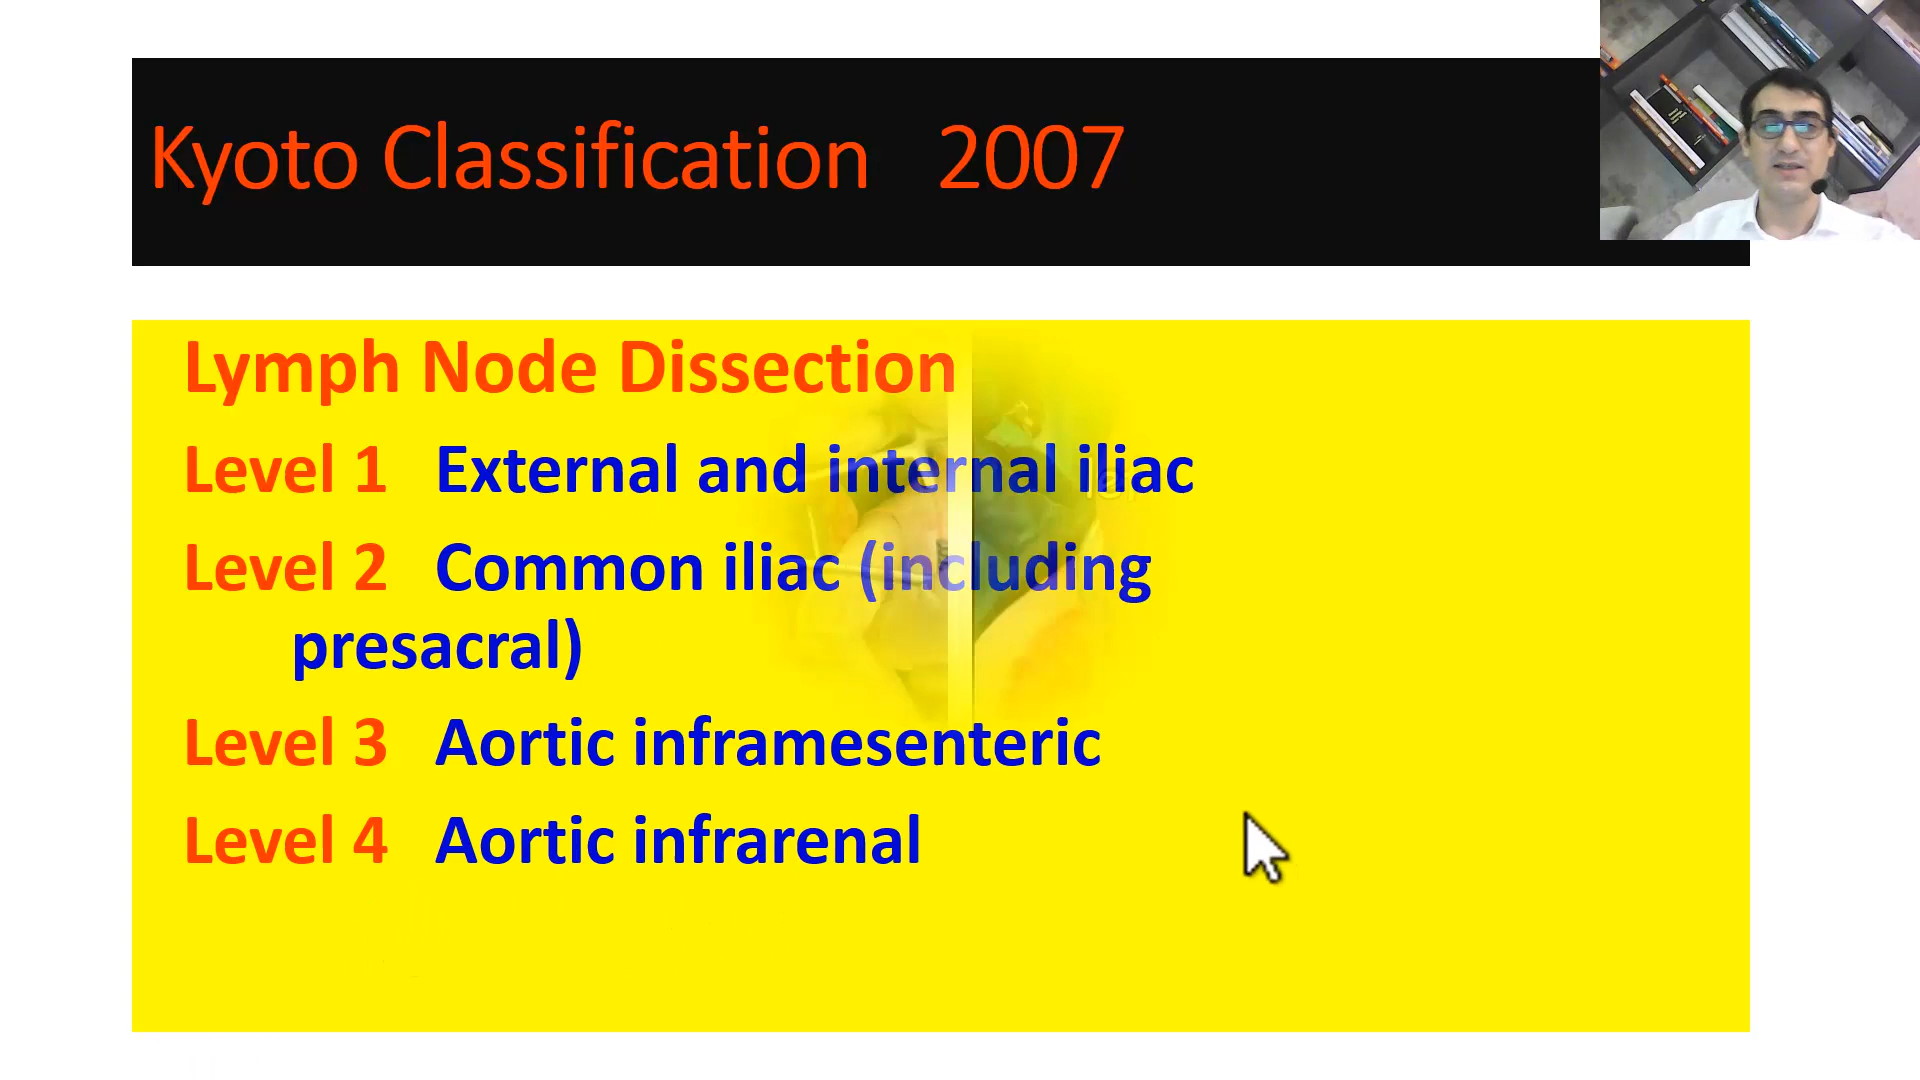 Kyoto Classification 2007
Lymph Node Dissection
Level 1 External and internal iliac
Level 2 Common iliac (including
presacral)
Level 3 Aortic inframesenteric
Level 4 Aortic infrarenal